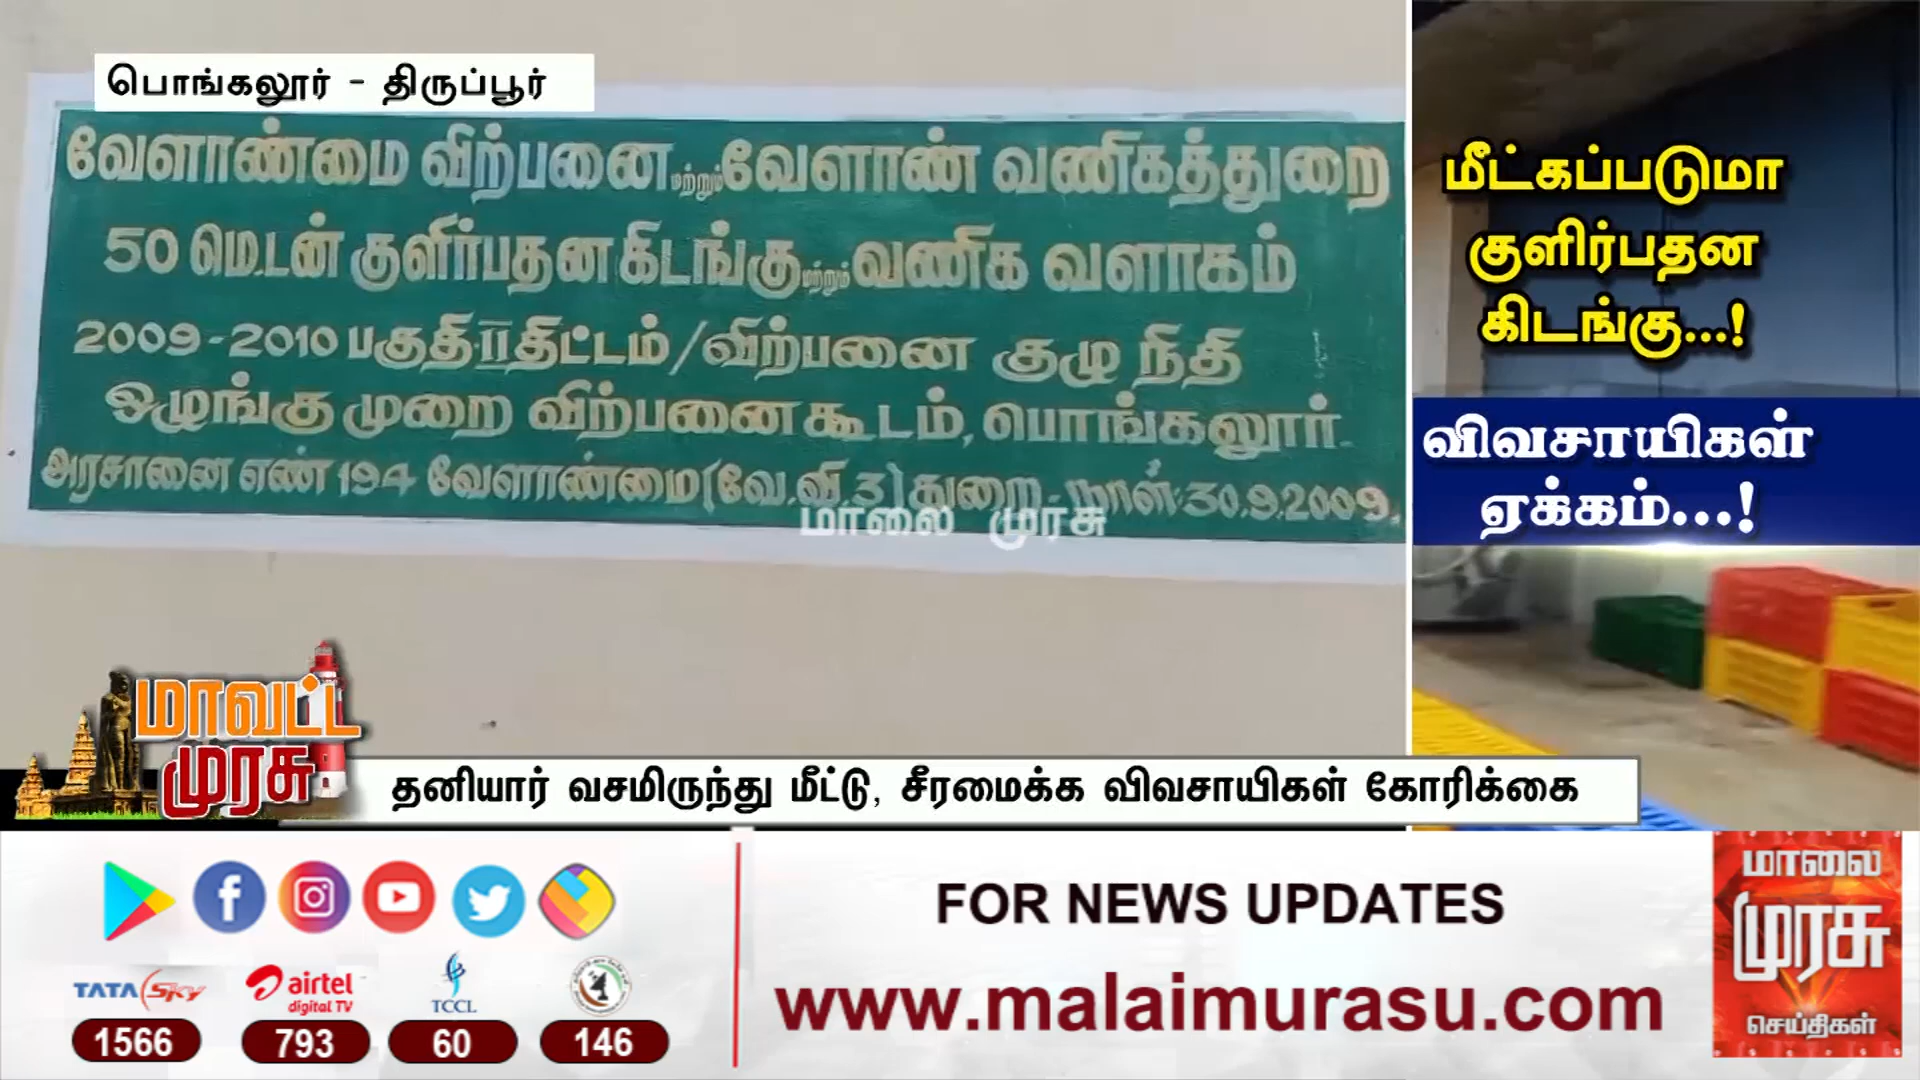 பொங்கலூர் - திருப்பூர்
வேளாண்மை விற்பனை மற்றும் வேளாண் வணிகத்துறை
50 மெ.டன் குளிர்பதன கிடங்கு மற்றும் வணிக வளாகம்
2009-2010 பகுதி-II திட்டம்/விற்பனை குழு நிதி
ஒழுங்கு முறை விற்பனை கூடம், பொங்கலூர்.
அரசானை எண் 194 வேளாண்மை (வே.வி.3) துறை - நாள்:30.9.2009.
மாலை முரசு
மீட்கப்படுமா
குளிர்பதன
கிடங்கு...!
விவசாயிகள்
ஏக்கம்...!
மாவட்ட
முரசு
தனியார் வசமிருந்து மீட்டு, சீரமைக்க விவசாயிகள் கோரிக்கை
TATA Sky
1566
airtel
digital TV
793
TCCL
60
146
FOR NEWS UPDATES
www.malaimurasu.com
மாலை
முரசு
செய்திகள்